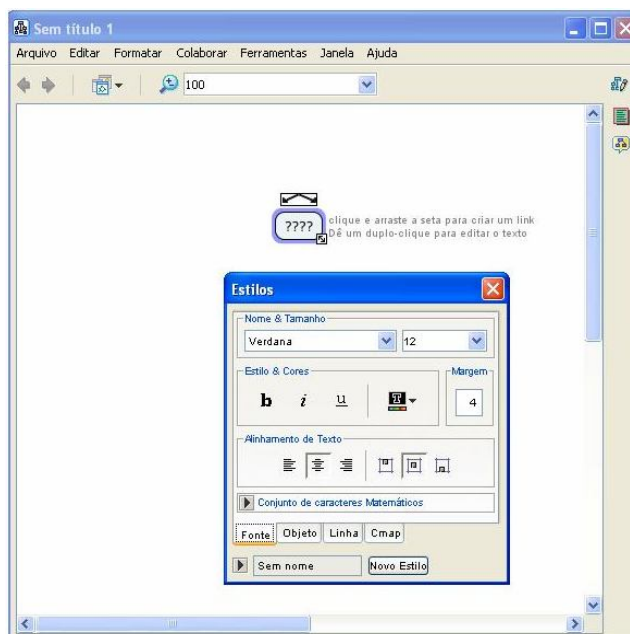 Sem título 1
Arquivo Editar Formatar Colaborar Ferramentas Janela Ajuda
100
???? clique e arraste a seta para criar um link
Dê um duplo-clique para editar o texto
Estilos
Nome & Tamanho
Verdana 12
Estilo & Cores Margem
b i u T 4
Alinhamento de Texto
Conjunto de caracteres Matemáticos
Fonte Objeto Linha Cmap
Sem nome Novo Estilo